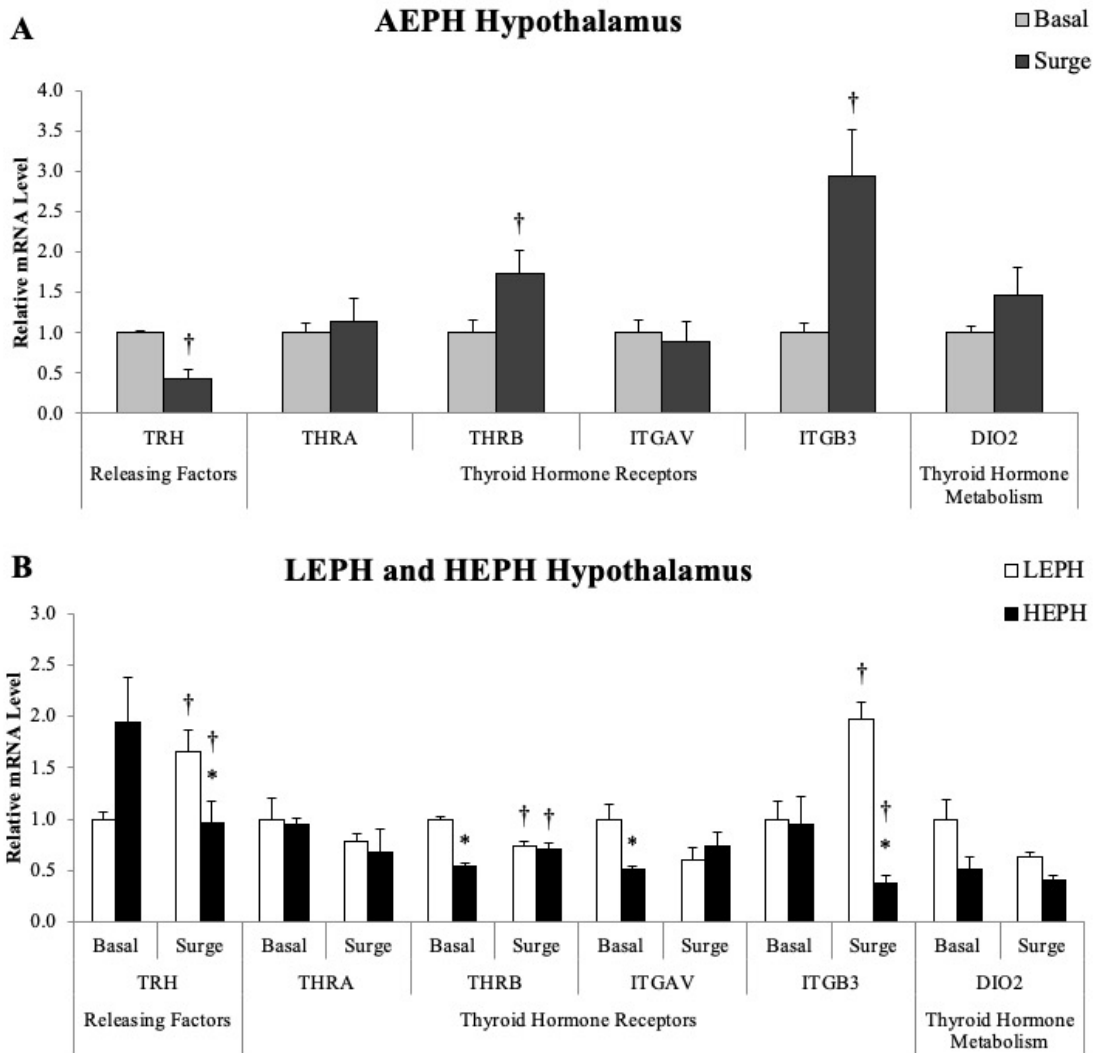 A
AEPH Hypothalamus
Basal
Surge
Relative mRNA Level
4.0
3.5
3.0
2.5
2.0
1.5
1.0
0.5
0.0
†
†
†
TRH THRA THRB ITGAV ITGB3 DIO2
Releasing Factors Thyroid Hormone Receptors Thyroid Hormone
Metabolism
B
LEPH and HEPH Hypothalamus
LEPH
HEPH
Relative mRNA Level
3.0
2.5
2.0
1.5
1.0
0.5
0.0
†
†
*
*
†
†
*
†
†
*
Basal Surge Basal Surge Basal Surge Basal Surge Basal Surge Basal Surge
TRH THRA THRB ITGAV ITGB3 DIO2
Releasing Factors Thyroid Hormone Receptors Thyroid Hormone
Metabolism